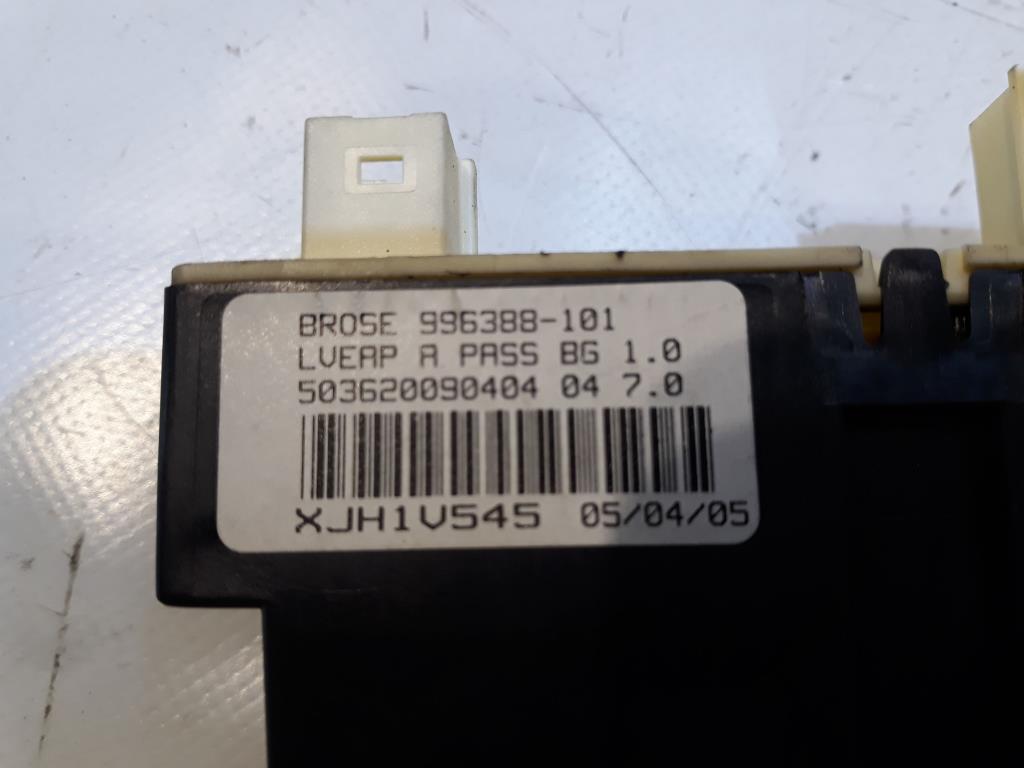 BROSE 996388-101
LVEAP A PASS BG 1.0
503620090404 04 7.0
XJH1V545 05/04/05